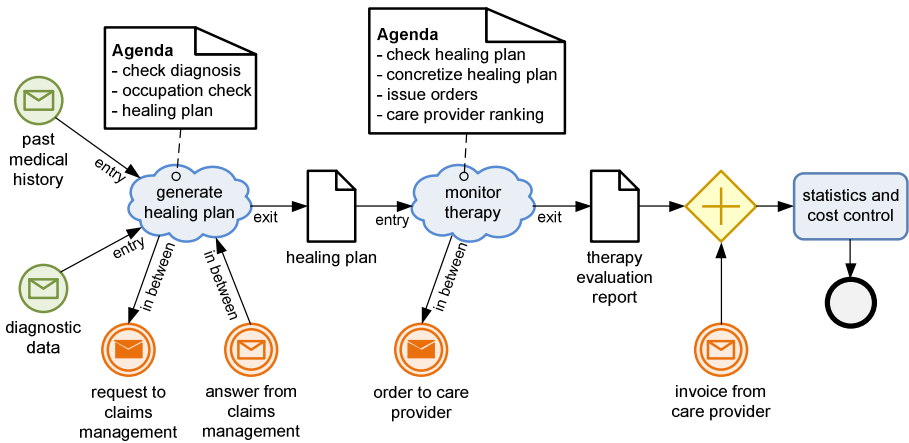 Agenda
- check diagnosis
- occupation check
- healing plan
Agenda
- check healing plan
- concretize healing plan
- issue orders
- care provider ranking
past
medical
history
entry
generate
healing plan
exit
healing plan
entry
monitor
therapy
exit
therapy
evaluation
report
statistics and
cost control
entry
diagnostic
data
in between
in between
in between
request to
claims
management
answer from
claims
management
order to care
provider
invoice from
care provider